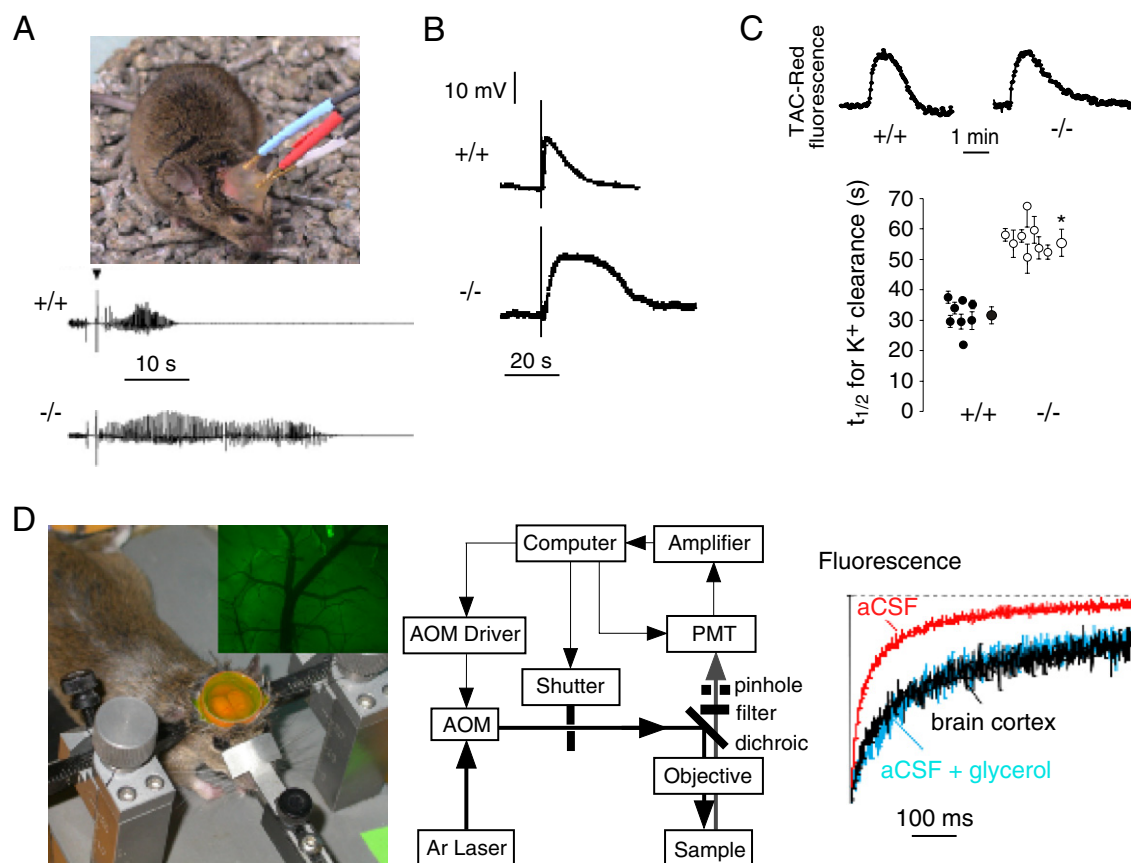 A
+/+
10 s
-/-
B
10 mV
+/+
-/-
20 s
C
TAC-Red
fluorescence
+/+
1 min
-/-
t1/2 for K+ clearance (s)
70
60
50
40
30
20
10
0
*
+/+
-/-
D
Computer
Amplifier
AOM Driver
PMT
Shutter
pinhole
filter
AOM
dichroic
Objective
Ar Laser
Sample
Fluorescence
aCSF
brain cortex
aCSF + glycerol
100 ms